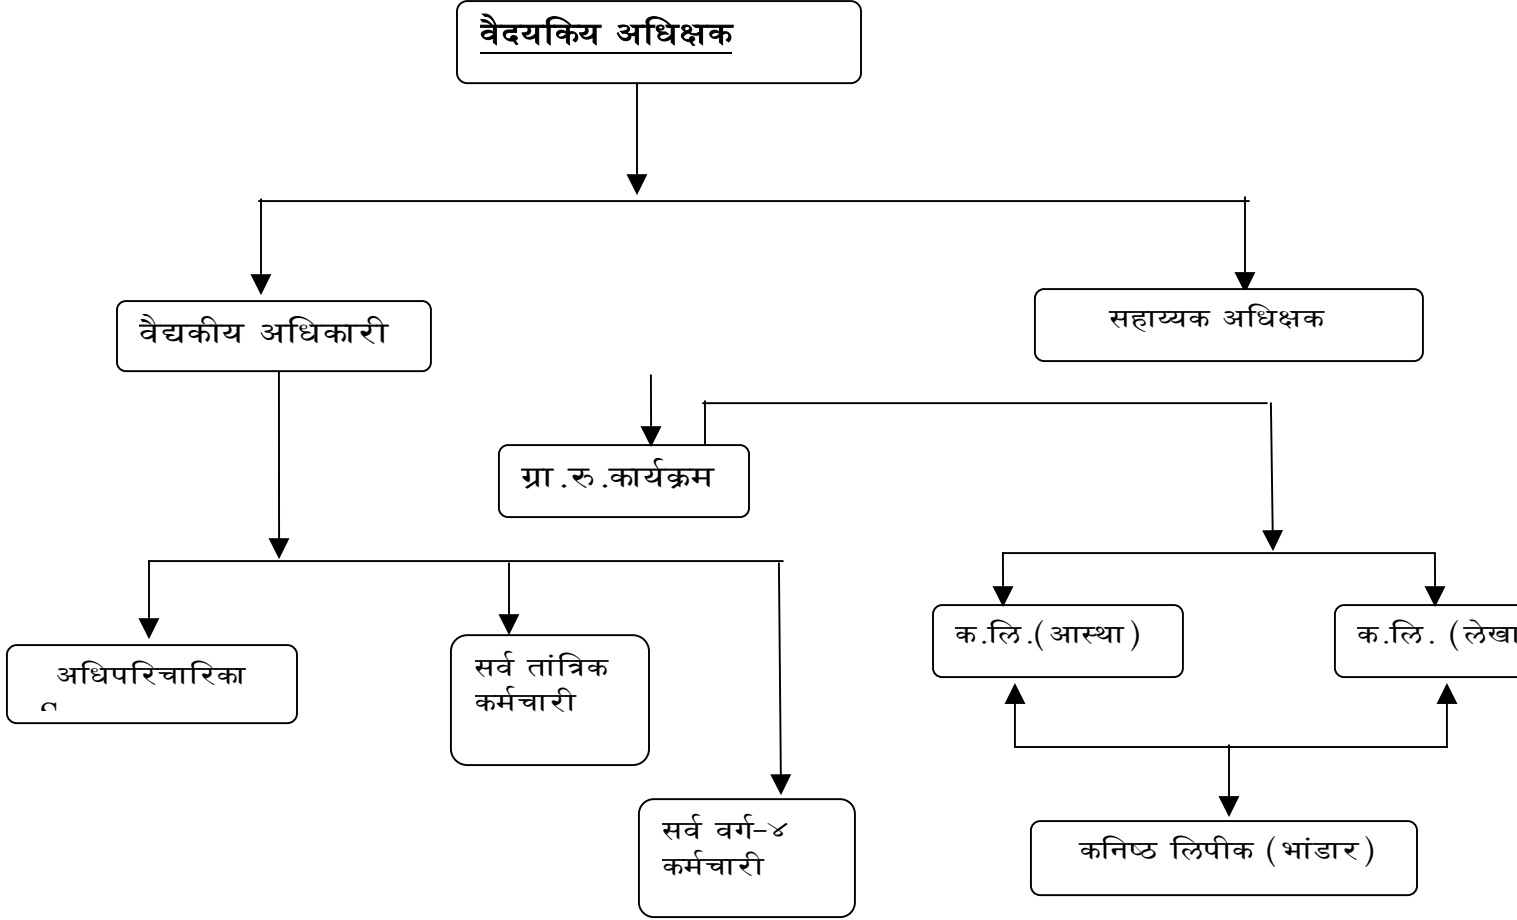 वैदयकिय अधिक्षक
वैद्यकीय अधिकारी
सहाय्यक अधिक्षक
ग्रा.रु.कार्यक्रम
अधिपरिचारिका
सर्व तांत्रिक
कर्मचारी
सर्व वर्ग-४
कर्मचारी
क.लि.(आस्था)
क.लि. (लेखा
कनिष्ठ लिपीक (भांडार)